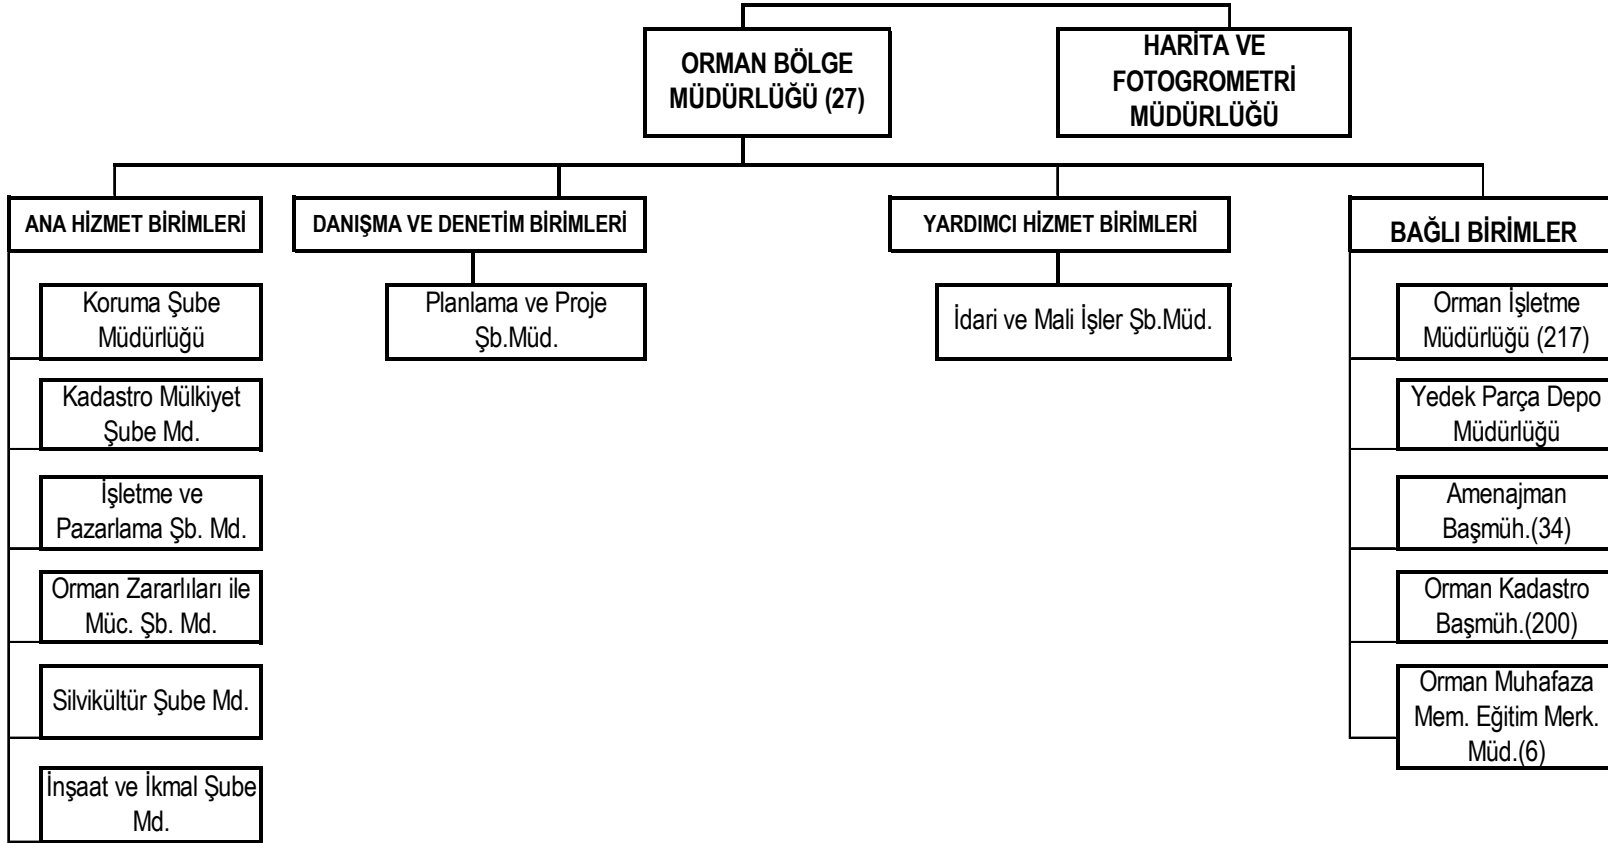 ORMAN BÖLGE
MÜDÜRLÜĞÜ (27)
HARİTA VE
FOTOGROMETRİ
MÜDÜRLÜĞÜ
ANA HİZMET BİRİMLERİ
DANIŞMA VE DENETİM BİRİMLERİ
YARDIMCI HİZMET BİRİMLERİ
BAĞLI BİRİMLER
Koruma Şube
Müdürlüğü
Kadastro Mülkiyet
Şube Md.
İşletme ve
Pazarlama Şb. Md.
Orman Zararlıları ile
Müc. Şb. Md.
Silvikültür Şube Md.
İnşaat ve İkmal Şube
Md.
Planlama ve Proje
Şb.Müd.
İdari ve Mali İşler Şb.Müd.
Orman İşletme
Müdürlüğü (217)
Yedek Parça Depo
Müdürlüğü
Amenajman
Başmüh.(34)
Orman Kadastro
Başmüh.(200)
Orman Muhafaza
Mem. Eğitim Merk.
Müd.(6)